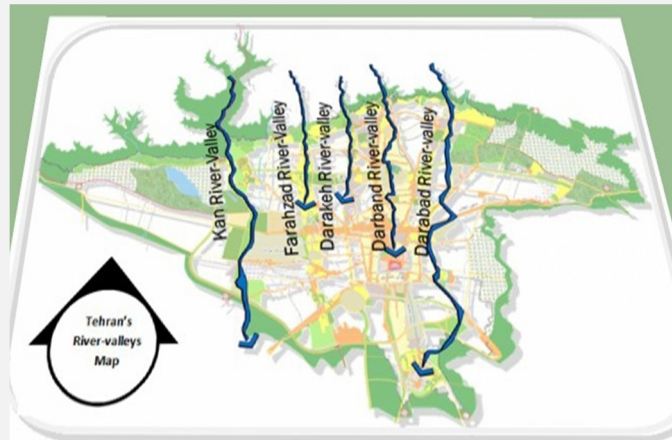 Kan River-Valley
Farahzad River-Valley
Darakeh River-valley
Darband River-valley
Darabad River-valley
Tehran's
River-valleys
Map